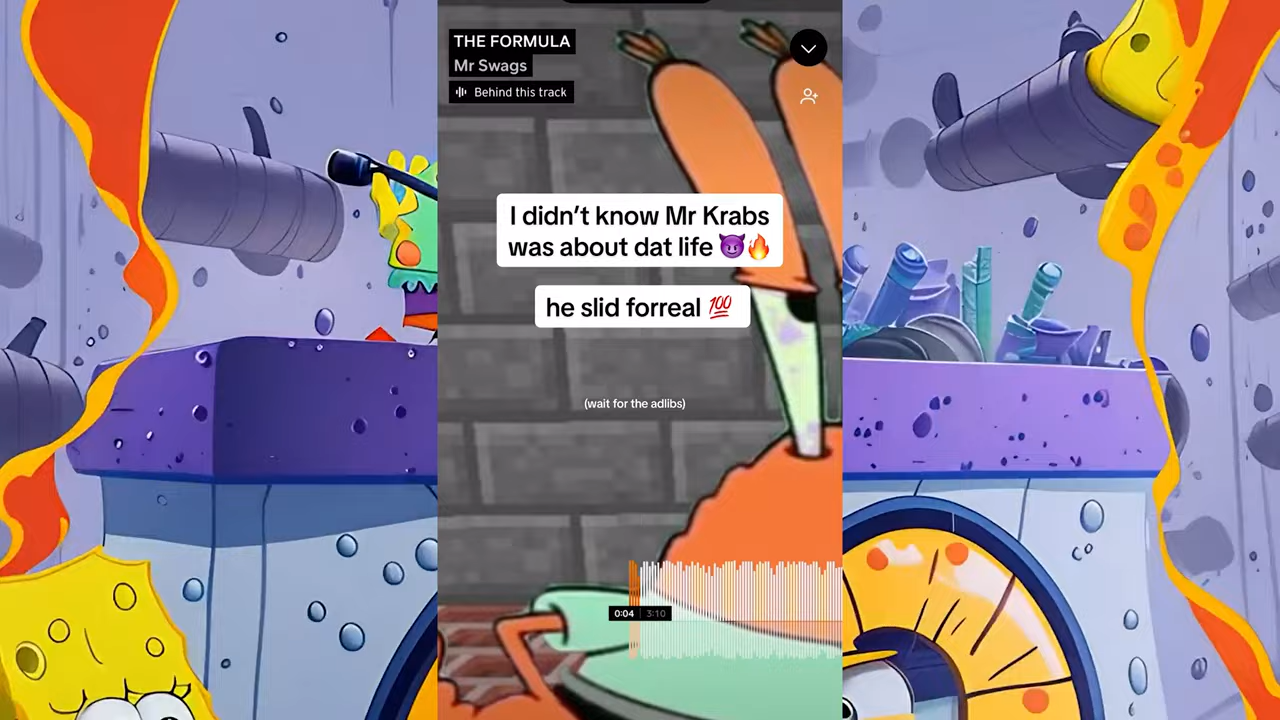 THE FORMULA
Mr Swags
Behind this track
I didn’t know Mr Krabs
was about dat life 😈🔥
he slid forreal 💯
(wait for the adlibs)
0:04 | 3:10